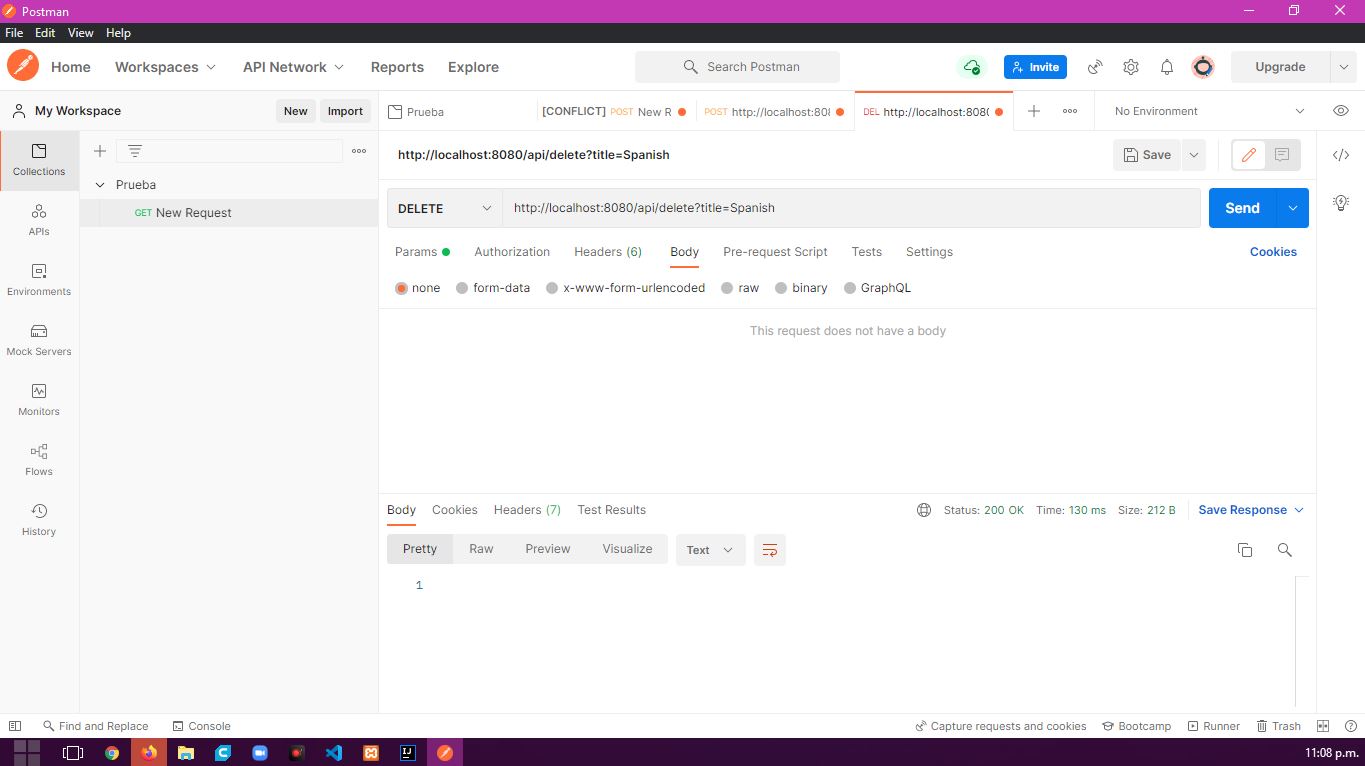 Postman
File Edit View Help
Home Workspaces API Network Reports Explore Search Postman Invite Upgrade
My Workspace New Import Prueba [CONFLICT] POST New R POST http://localhost:808 DEL http://localhost:8080 No Environment
Collections
http://localhost:8080/api/delete?title=Spanish Save
Prueba
GET New Request
DELETE http://localhost:8080/api/delete?title=Spanish Send
APIs
Params Authorization Headers (6) Body Pre-request Script Tests Settings Cookies
Environments
none form-data x-www-form-urlencoded raw binary GraphQL
This request does not have a body
Mock Servers
Monitors
Flows
History
Body Cookies Headers (7) Test Results Status: 200 OK Time: 130 ms Size: 212 B Save Response
Pretty Raw Preview Visualize Text
1
Find and Replace Console Capture requests and cookies Bootcamp Runner Trash
11:08 p.m.